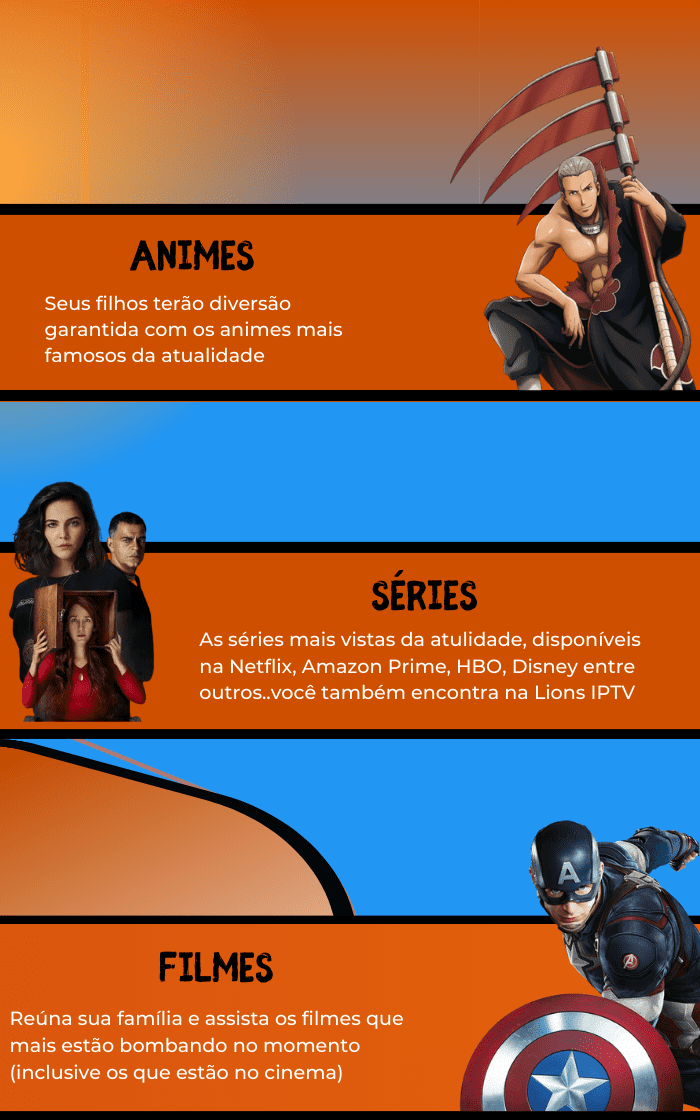 ANIMES
Seus filhos terão diversão
garantida com os animes mais
famosos da atualidade
SÉRIES
As séries mais vistas da atulidade, disponíveis
na Netflix, Amazon Prime, HBO, Disney entre
outros..você também encontra na Lions IPTV
A
FILMES
Reúna sua família e assista os filmes que
mais estão bombando no momento
(inclusive os que estão no cinema)